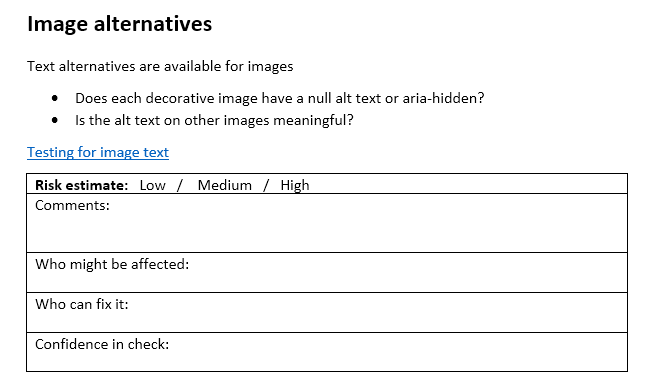 Image alternatives
Text alternatives are available for images
• Does each decorative image have a null alt text or aria-hidden?
• Is the alt text on other images meaningful?
Testing for image text
Risk estimate: Low / Medium / High
Comments:
Who might be affected:
Who can fix it:
Confidence in check: